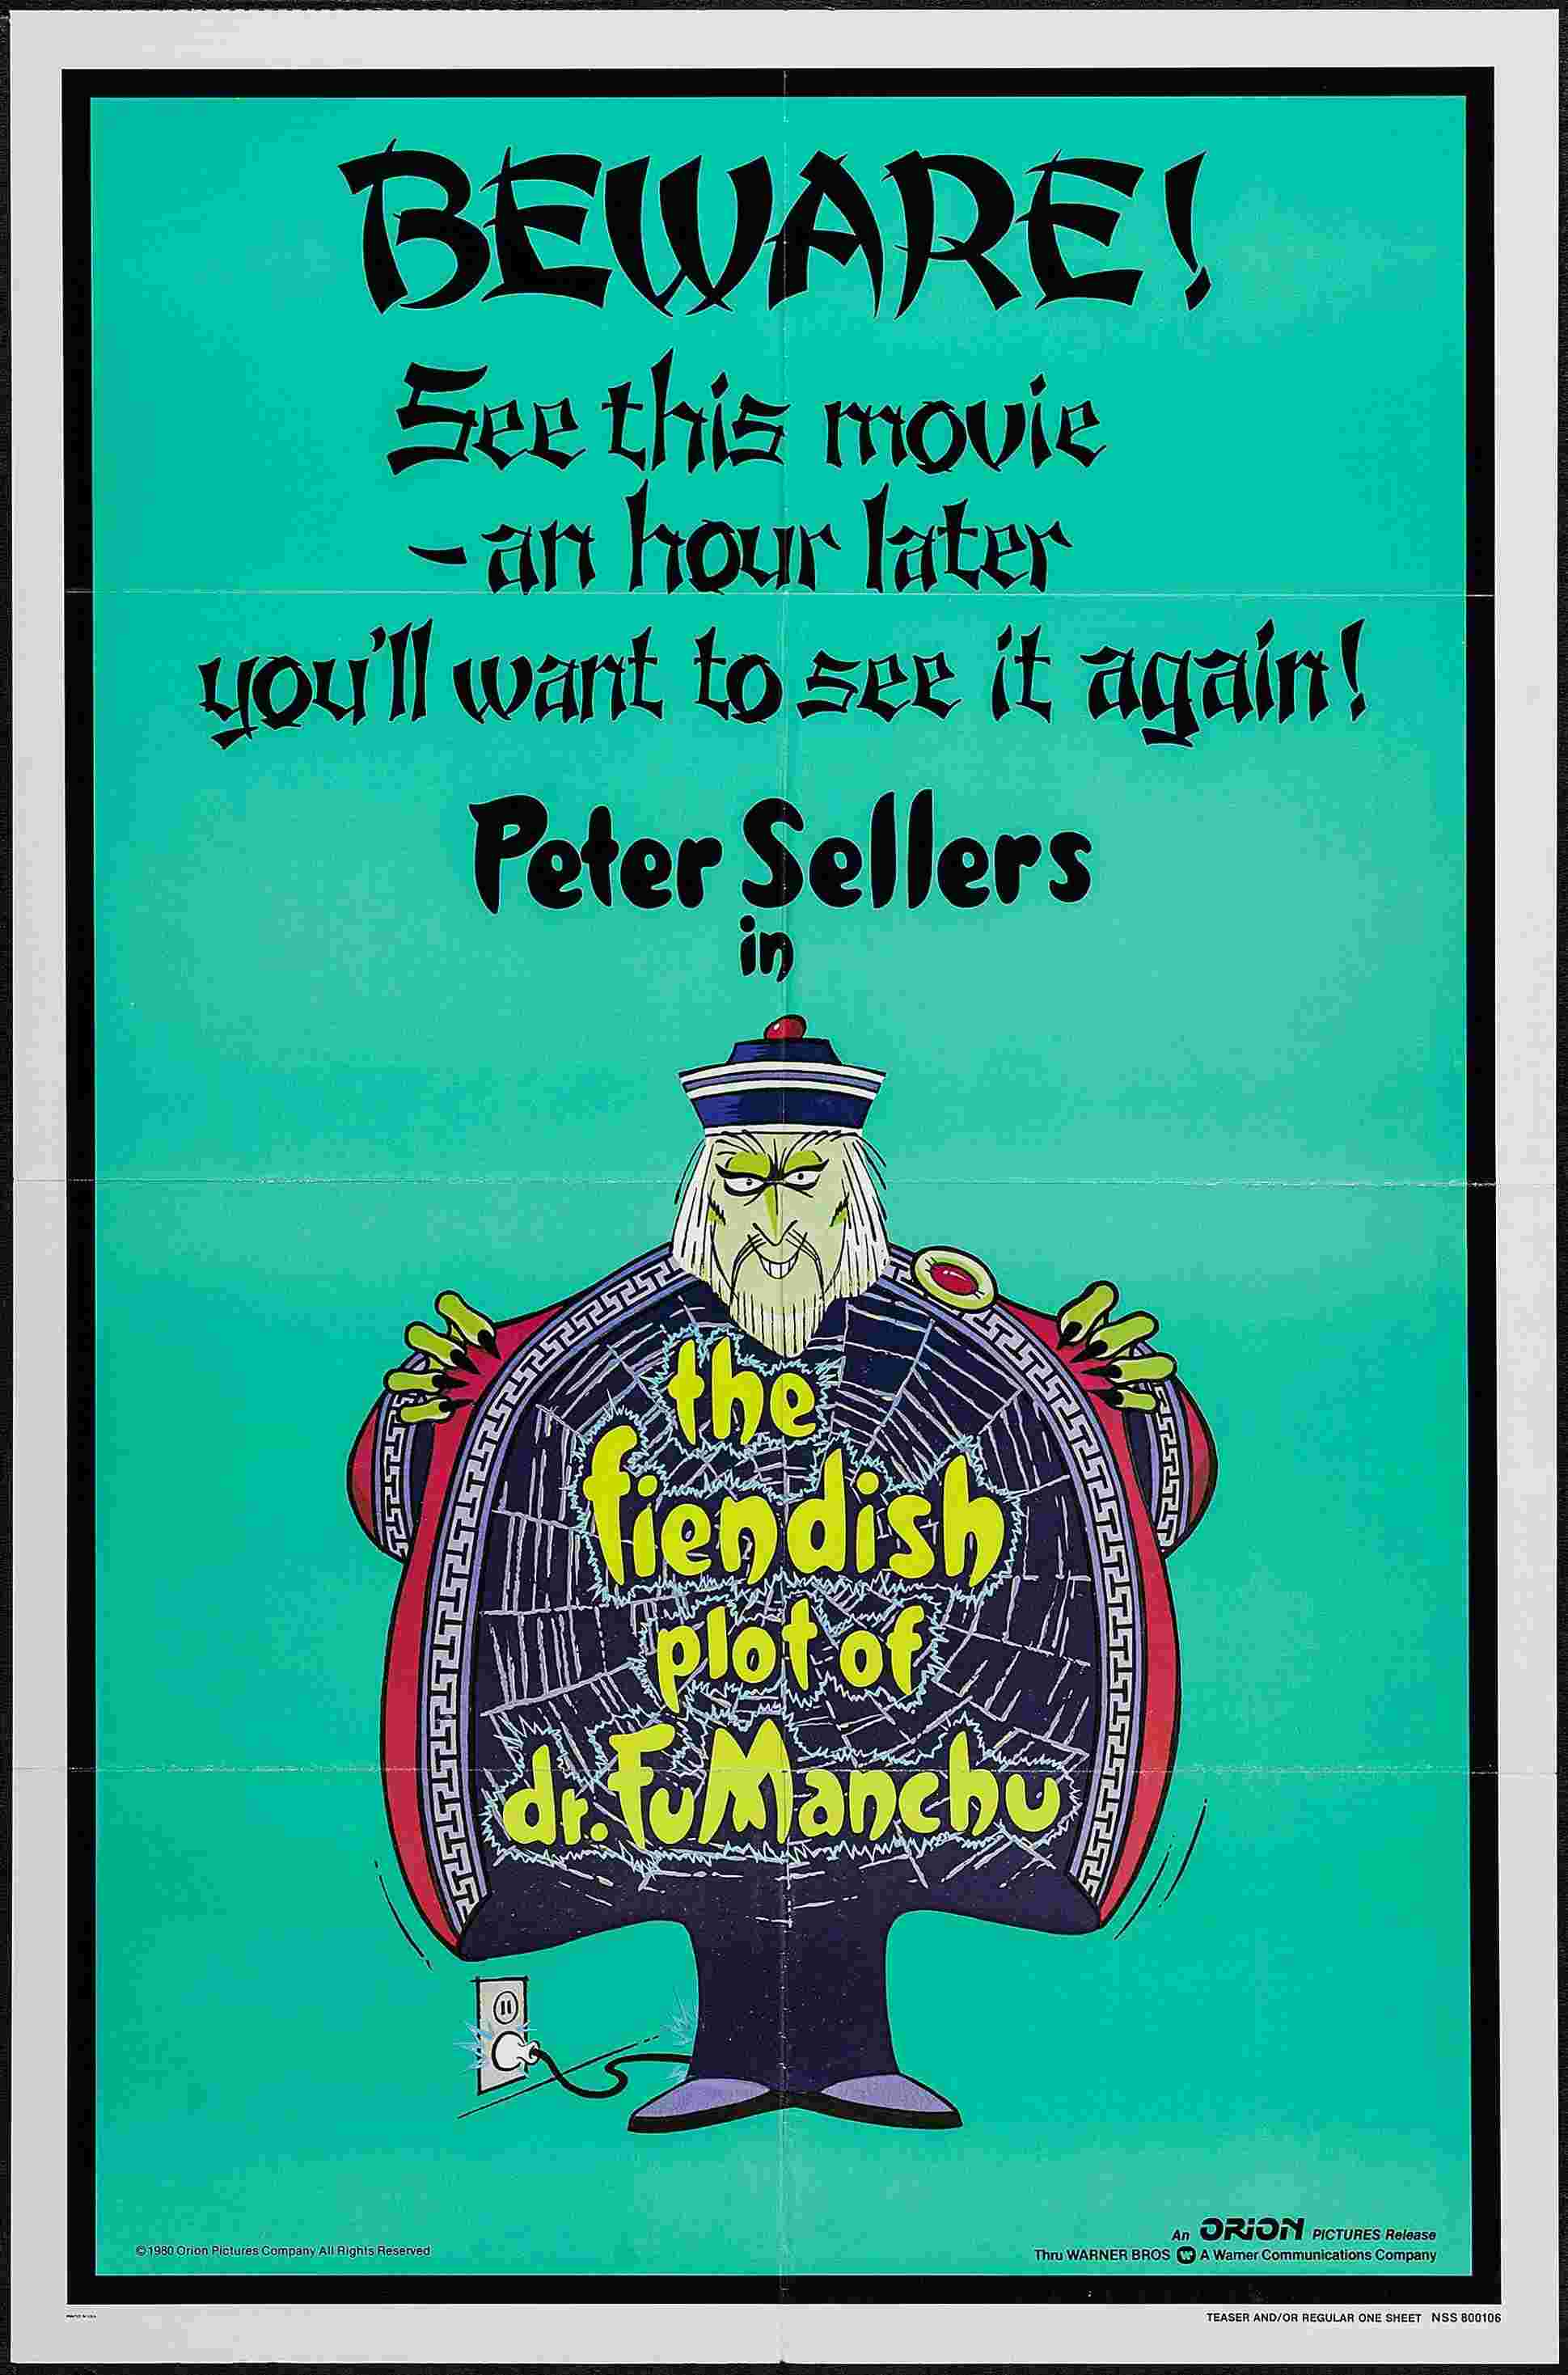 BEWARE!
See this movie
-an hour later
you'll want to see it again!
Peter Sellers
in
the
fiendish
plot of
dr. Fu Manchu
©1980 Orion Pictures Company All Rights Reserved
An ORION PICTURES Release
Thru WARNER BROS W A Warner Communications Company
TEASER AND/OR REGULAR ONE SHEET NSS 800106